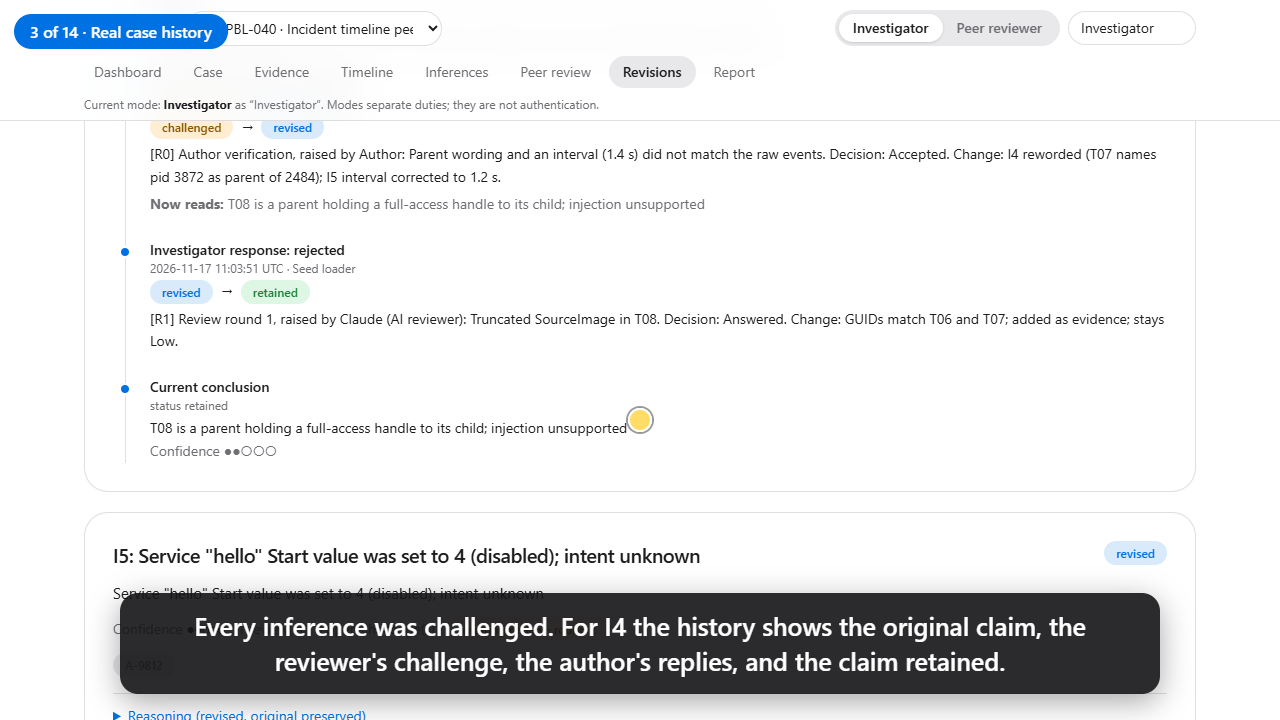 3 of 14 · Real case history
PBL-040 · Incident timeline pee
Investigator
Peer reviewer
Investigator
Dashboard
Case
Evidence
Timeline
Inferences
Peer review
Revisions
Report
Current mode: Investigator as "Investigator". Modes separate duties; they are not authentication.
challenged → revised
[R0] Author verification, raised by Author: Parent wording and an interval (1.4 s) did not match the raw events. Decision: Accepted. Change: I4 reworded (T07 names
pid 3872 as parent of 2484); I5 interval corrected to 1.2 s.
Now reads: T08 is a parent holding a full-access handle to its child; injection unsupported
Investigator response: rejected
2026-11-17 11:03:51 UTC · Seed loader
revised → retained
[R1] Review round 1, raised by Claude (AI reviewer): Truncated SourceImage in T08. Decision: Answered. Change: GUIDs match T06 and T07; added as evidence; stays
Low.
Current conclusion
status retained
T08 is a parent holding a full-access handle to its child; injection unsupported
Confidence ●●○○○
I5: Service "hello" Start value was set to 4 (disabled); intent unknown
revised
Service "hello" Start value was set to 4 (disabled); intent unknown
Confidence
A-9812
Every inference was challenged. For I4 the history shows the original claim, the
reviewer's challenge, the author's replies, and the claim retained.
▶ Reasoning (revised, original preserved)